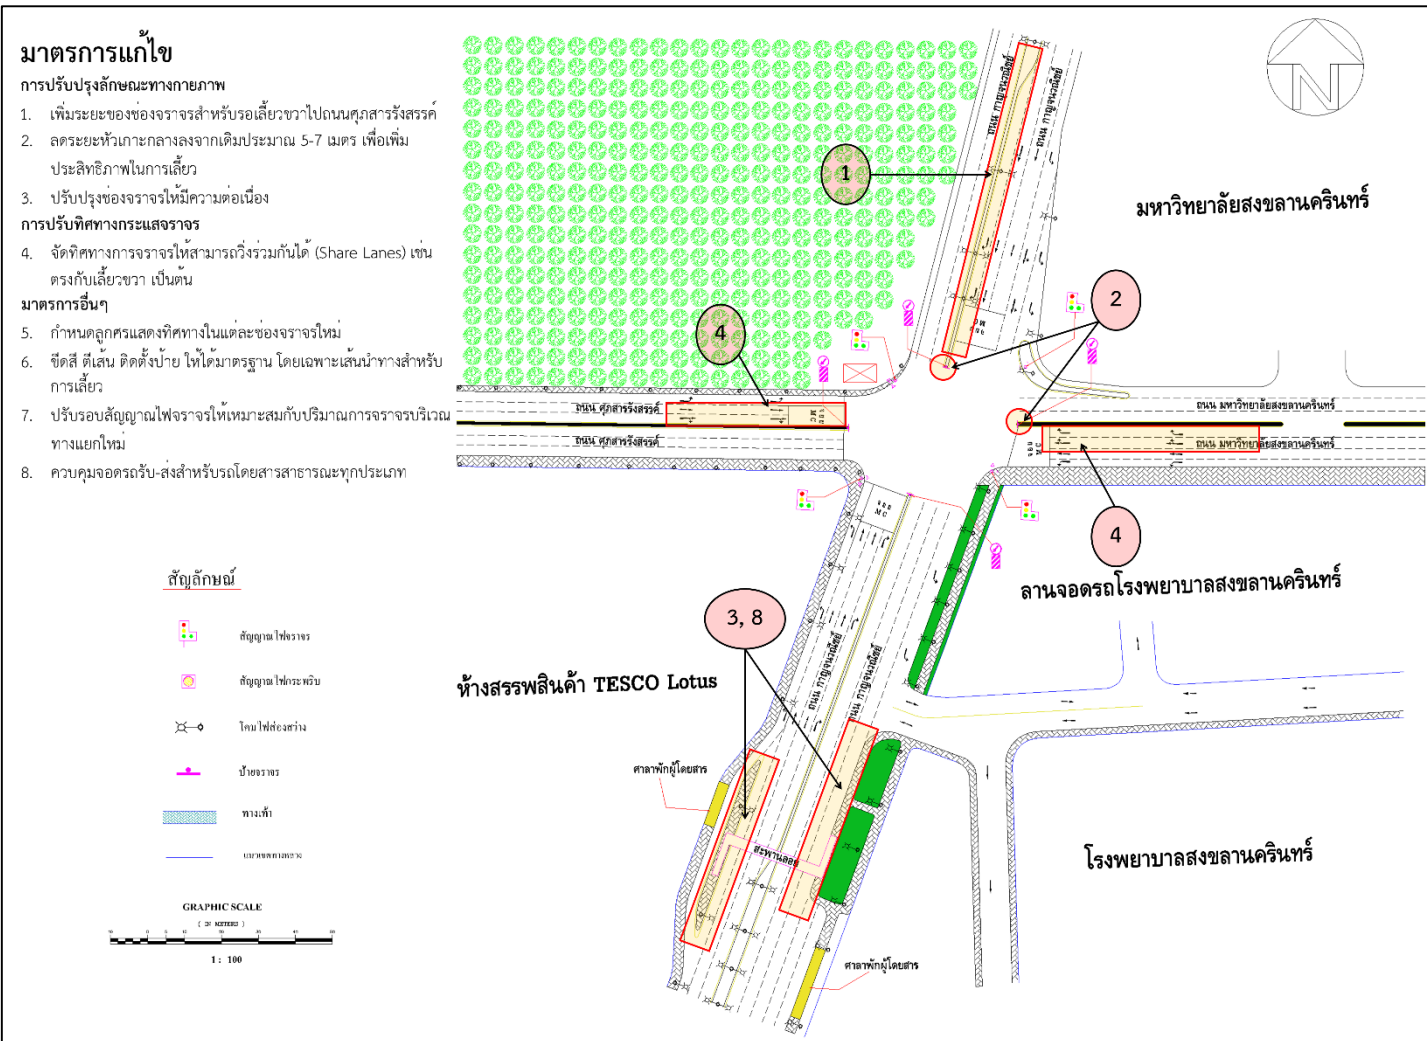 มาตรการแก้ไข
การปรับปรุงลักษณะทางกายภาพ
1. เพิ่มระยะของช่องจราจรสำหรับรอเลี้ยวขวาไปถนนศุภสารรังสรรค์
2. ลดระยะหัวเกาะกลางลงจากเดิมประมาณ 5-7 เมตร เพื่อเพิ่ม
ประสิทธิภาพในการเลี้ยว
3. ปรับปรุงช่องจราจรให้มีความต่อเนื่อง
การปรับทิศทางกระแสจราจร
4. จัดทิศทางการจราจรให้สามารถวิ่งร่วมกันได้ (Share Lanes) เช่น
ตรงกับเลี้ยวขวา เป็นต้น
มาตรการอื่นๆ
5. กำหนดลูกศรแสดงทิศทางในแต่ละช่องจราจรใหม่
6. ขีดสี ตีเส้น ติดตั้งป้าย ให้ได้มาตรฐาน โดยเฉพาะเส้นนำทางสำหรับ
การเลี้ยว
7. ปรับรอบสัญญาณไฟจราจรให้เหมาะสมกับปริมาณการจราจรบริเวณ
ทางแยกใหม่
8. ควบคุมจอดรถรับ-ส่งสำหรับรถโดยสารสาธารณะทุกประเภท
สัญลักษณ์
สัญญาณไฟจราจร
สัญญาณไฟกระพริบ
โคมไฟส่องสว่าง
ป้ายจราจร
ทางเท้า
แนวเขตทางหลวง
GRAPHIC SCALE
( IN METERS )
1 : 100
ถนน กาญจนวณิชย์
ถนน กาญจนวณิชย์
N
1
มหาวิทยาลัยสงขลานครินทร์
2
4
จอด
MC
ถนน ศุภสารรังสรรค์
จอด
MC
ถนน มหาวิทยาลัยสงขลานครินทร์
ถนน ศุภสารรังสรรค์
จอด
MC
ถนน มหาวิทยาลัยสงขลานครินทร์
จอด
MC
4
ลานจอดรถโรงพยาบาลสงขลานครินทร์
3, 8
ห้างสรรพสินค้า TESCO Lotus
ถนน กาญจนวณิชย์
ถนน กาญจนวณิชย์
ศาลาพักผู้โดยสาร
สะพานลอย
โรงพยาบาลสงขลานครินทร์
ศาลาพักผู้โดยสาร